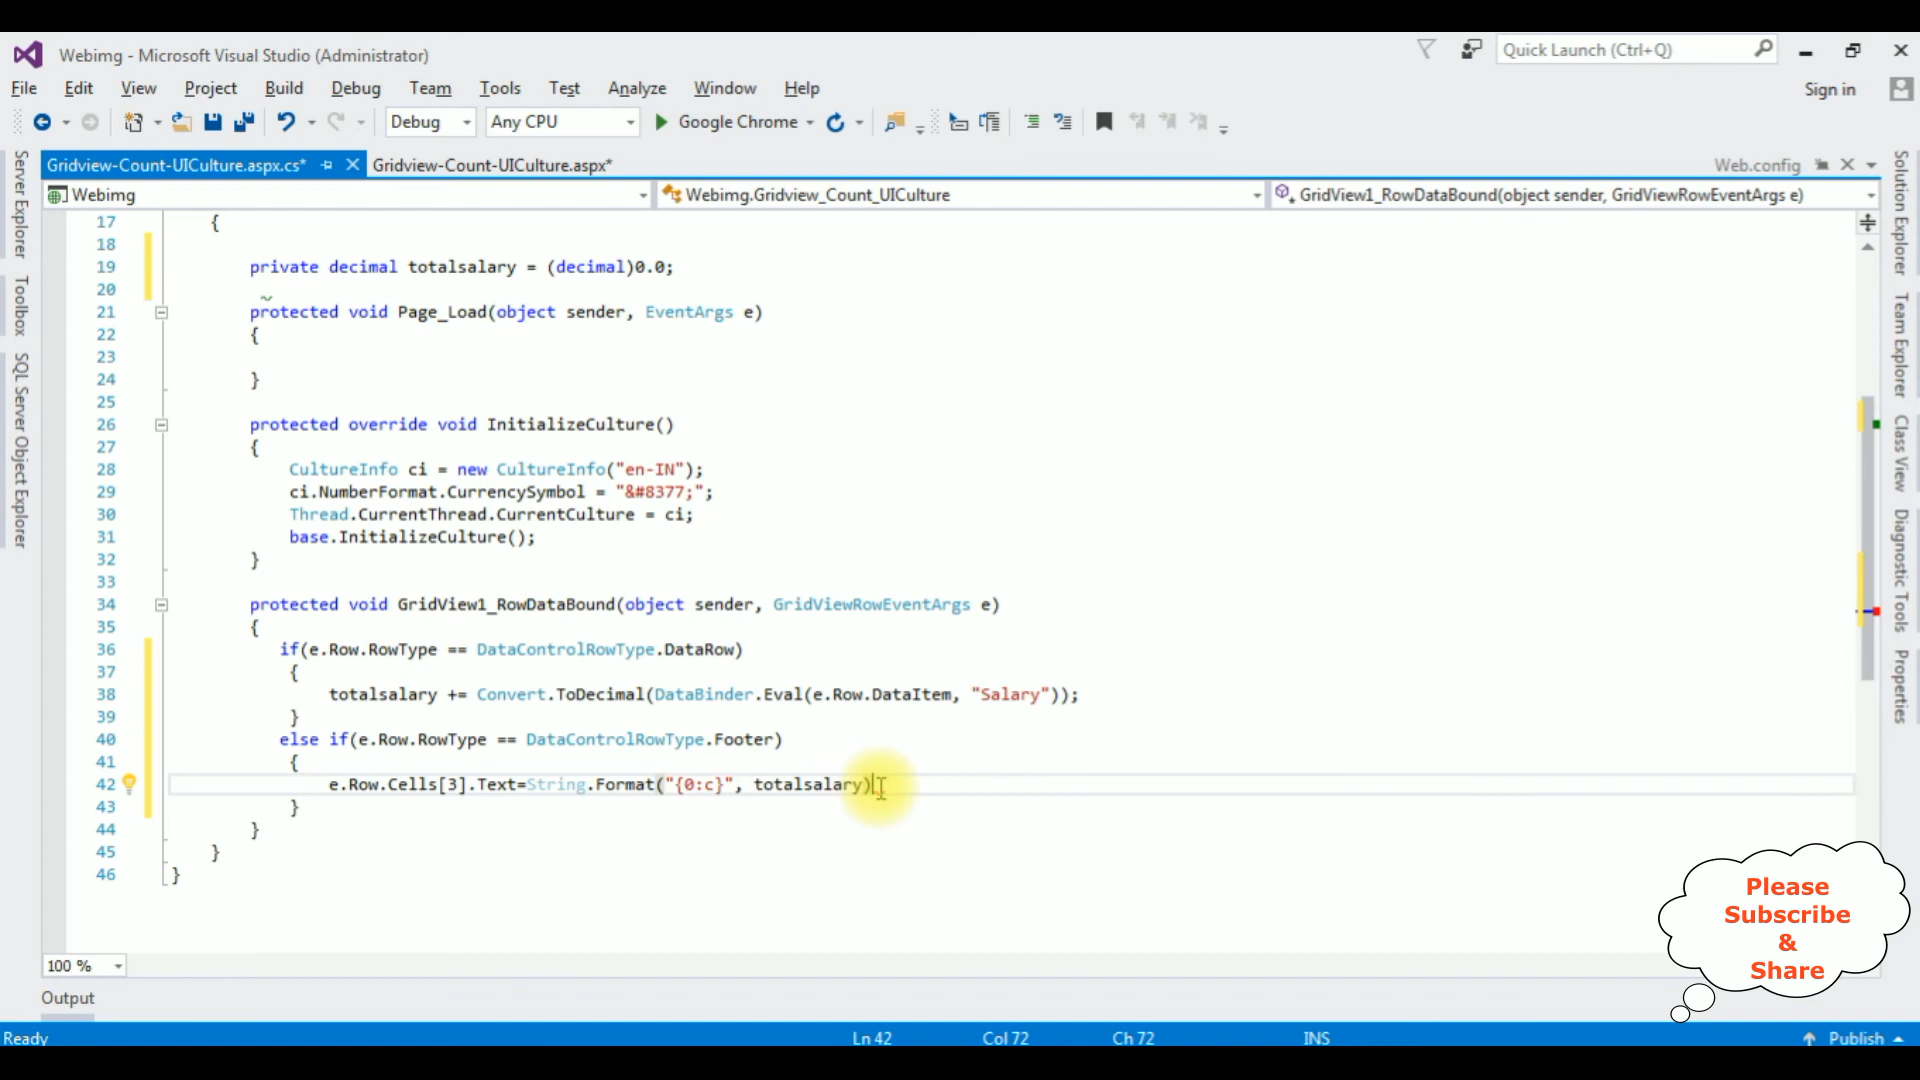 Webimg - Microsoft Visual Studio (Administrator)
Quick Launch (Ctrl+Q)
File Edit View Project Build Debug Team Tools Test Analyze Window Help
Sign in
Debug Any CPU Google Chrome
Gridview-Count-UICulture.aspx.cs* Gridview-Count-UICulture.aspx* Web.config
Webimg Webimg.Gridview_Count_UICulture GridView1_RowDataBound(object sender, GridViewRowEventArgs e)
Server Explorer
Toolbox
SQL Server Object Explorer
17 {
18
19 private decimal totalsalary = (decimal)0.0;
20
21 protected void Page_Load(object sender, EventArgs e)
22 {
23
24 }
25
26 protected override void InitializeCulture()
27 {
28 CultureInfo ci = new CultureInfo("en-IN");
29 ci.NumberFormat.CurrencySymbol = "&#8377;";
30 Thread.CurrentThread.CurrentCulture = ci;
31 base.InitializeCulture();
32 }
33
34 protected void GridView1_RowDataBound(object sender, GridViewRowEventArgs e)
35 {
36 if(e.Row.RowType == DataControlRowType.DataRow)
37 {
38 totalsalary += Convert.ToDecimal(DataBinder.Eval(e.Row.DataItem, "Salary"));
39 }
40 else if(e.Row.RowType == DataControlRowType.Footer)
41 {
42 e.Row.Cells[3].Text=String.Format("{0:c}", totalsalary)
43 }
44 }
45 }
46 }
Solution Explorer
Team Explorer
Class View
Diagnostic Tools
Properties
Please
Subscribe
&
Share
100 %
Output
Ready Ln 42 Col 72 Ch 72 INS Publish